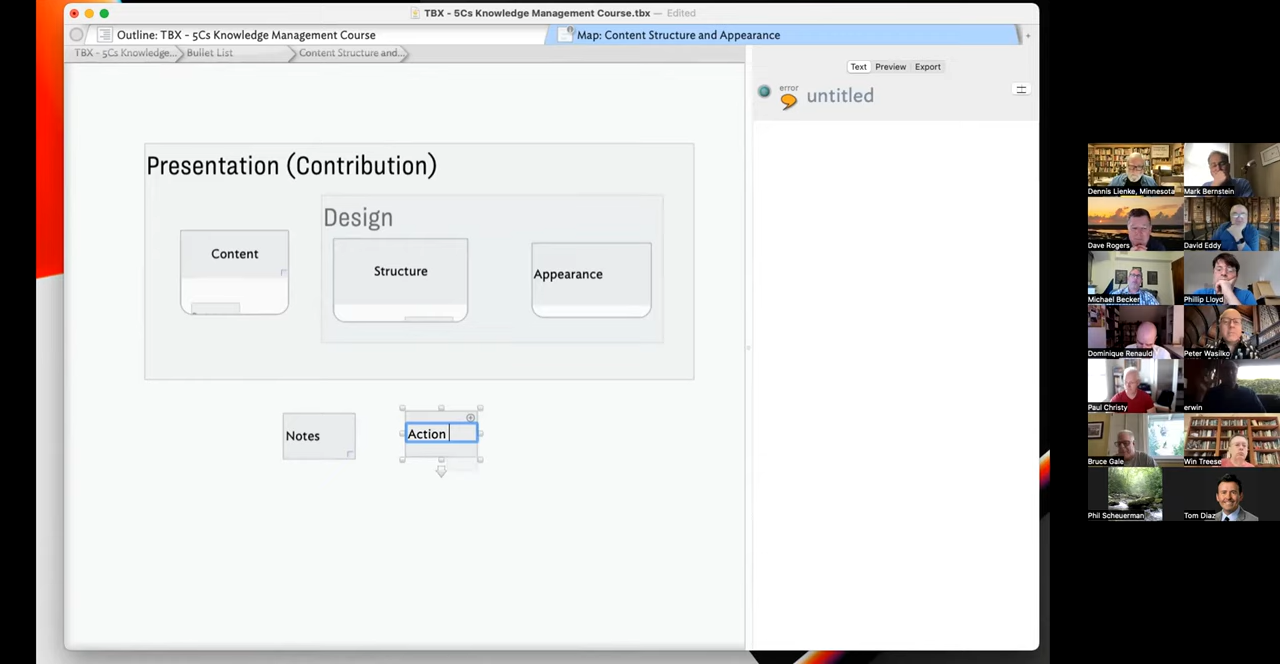 TBX - 5Cs Knowledge Management Course.tbx — Edited
Outline: TBX - 5Cs Knowledge Management Course
Map: Content Structure and Appearance
+
TBX - 5Cs Knowledge...
Bullet List
Content Structure and...
Text
Preview
Export
error
untitled
Presentation (Contribution)
Design
Content
Structure
Appearance
Notes
Action
Dennis Lienke, Minnesota
Mark Bernstein
Dave Rogers
David Eddy
Michael Becker
Phillip Lloyd
Dominique Renauld
Peter Wasilko
Paul Christy
erwin
Bruce Gale
Win Treese
Phil Scheuerman
Tom Diaz